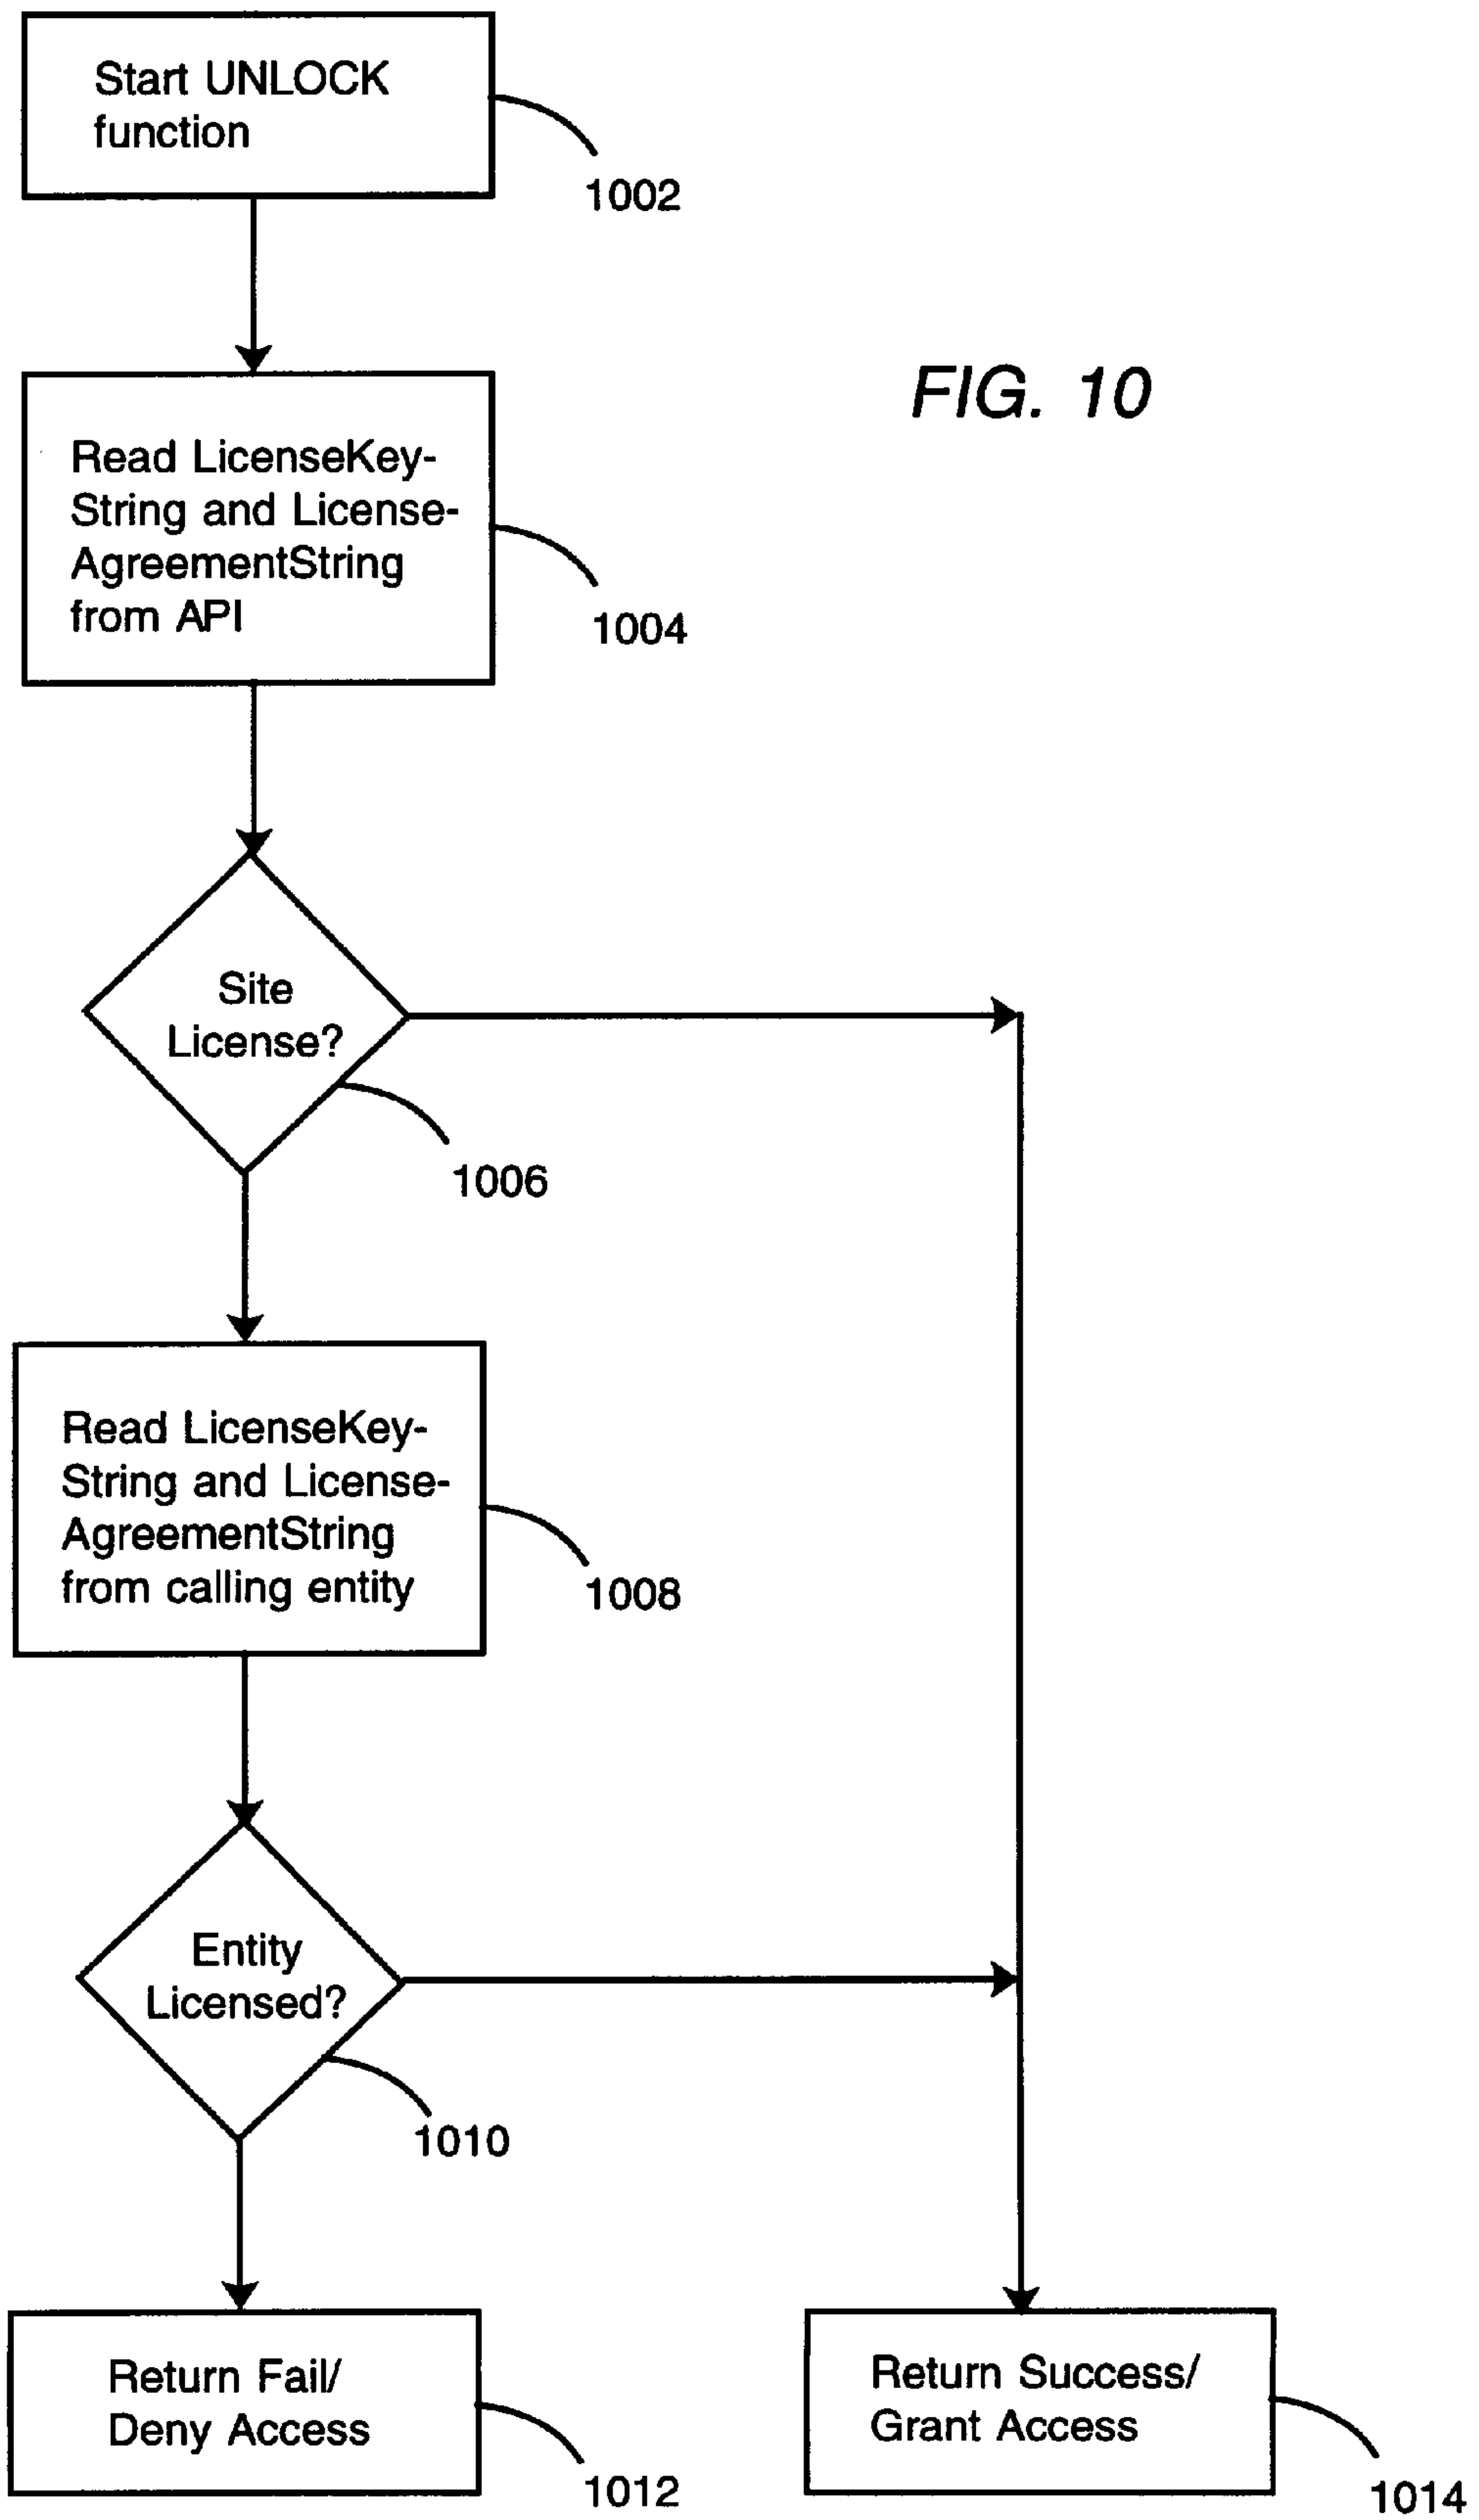 Start UNLOCK
function
1002
FIG. 10
Read LicenseKey-
String and License-
AgreementString
from API
1004
Site
License?
1006
Read LicenseKey-
String and License-
AgreementString
from calling entity
1008
Entity
Licensed?
1010
Return Fail/
Deny Access
1012
Return Success/
Grant Access
1014